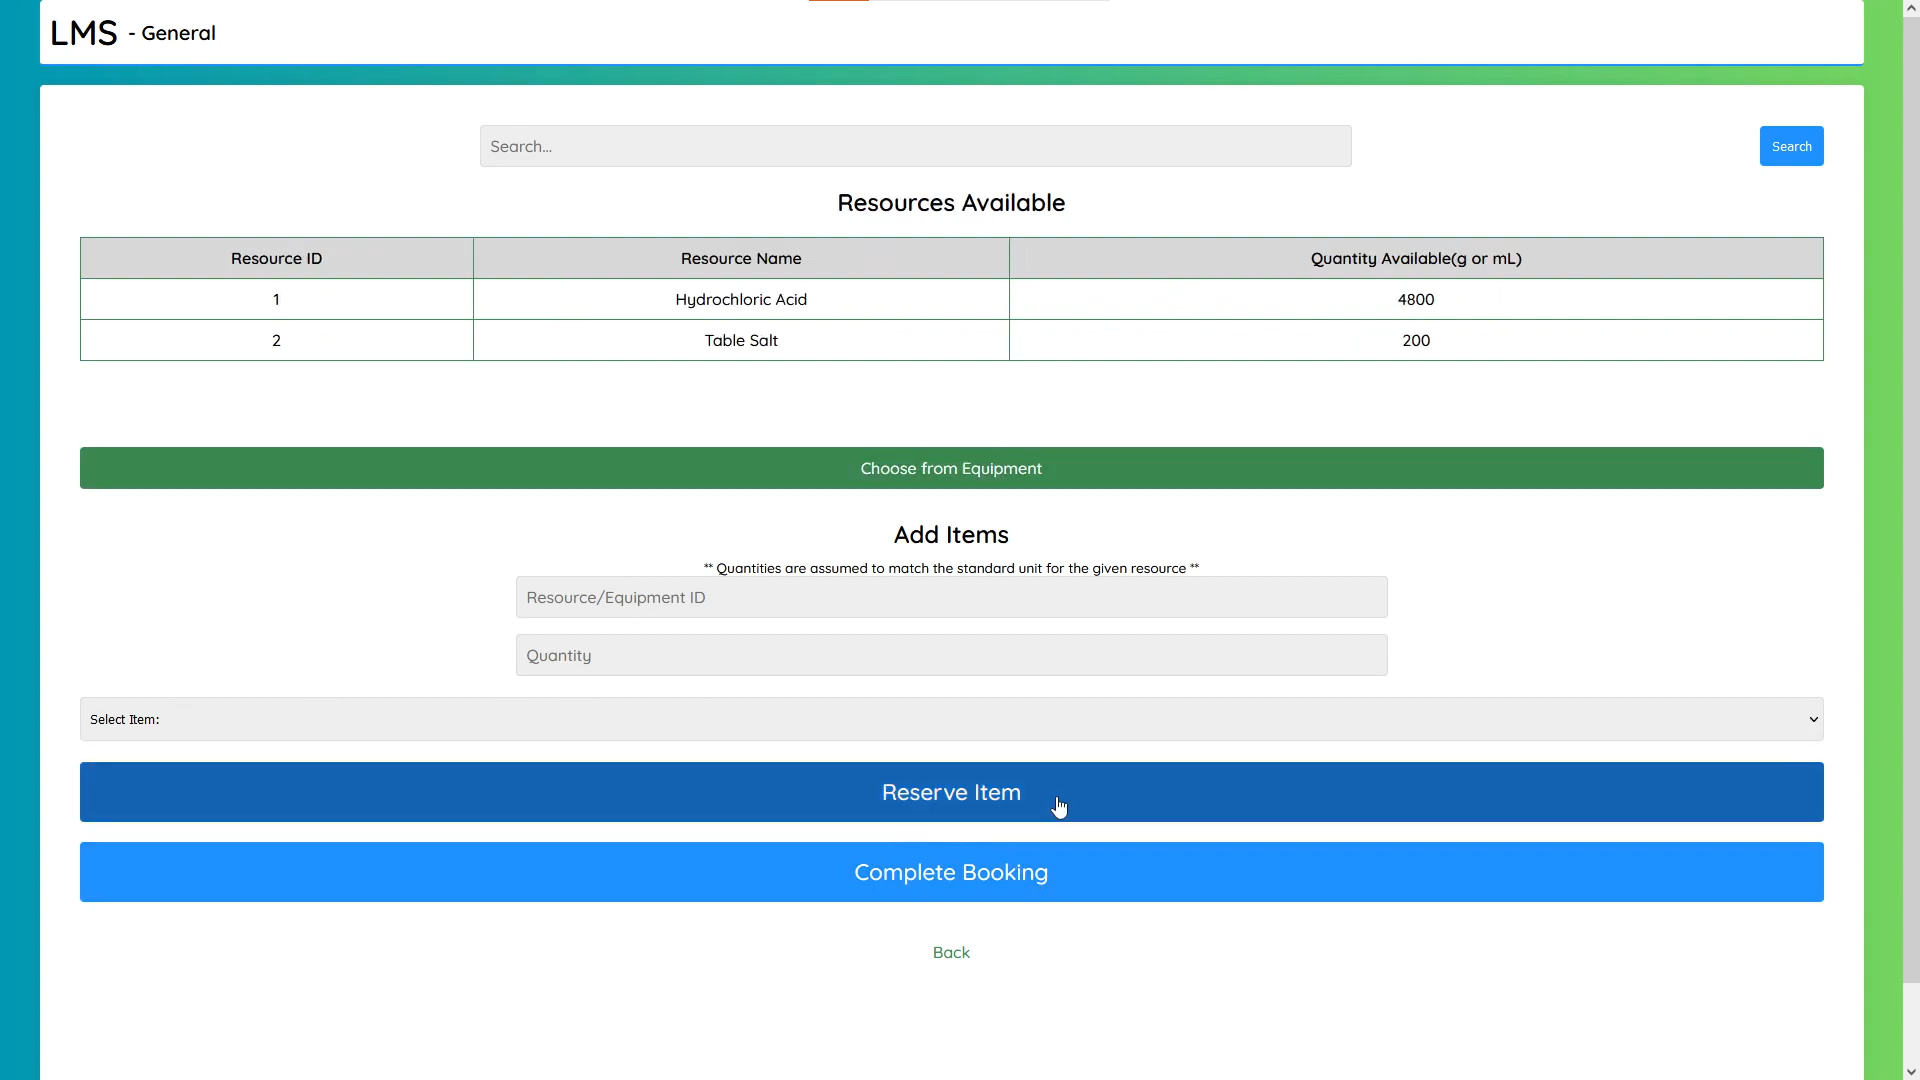 LMS - General
Search...
Search
Resources Available
Resource ID Resource Name Quantity Available(g or mL)
1 Hydrochloric Acid 4800
2 Table Salt 200
Choose from Equipment
Add Items
** Quantities are assumed to match the standard unit for the given resource **
Resource/Equipment ID
Quantity
Select Item:
Reserve Item
Complete Booking
Back